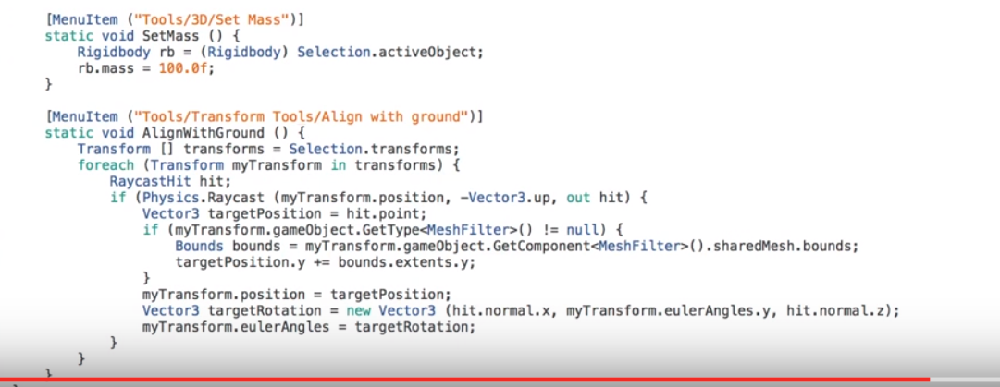 [MenuItem ("Tools/3D/Set Mass")]
static void SetMass () {
Rigidbody rb = (Rigidbody) Selection.activeObject;
rb.mass = 100.0f;
}
[MenuItem ("Tools/Transform Tools/Align with ground")]
static void AlignWithGround () {
Transform [] transforms = Selection.transforms;
foreach (Transform myTransform in transforms) {
RaycastHit hit;
if (Physics.Raycast (myTransform.position, -Vector3.up, out hit) {
Vector3 targetPosition = hit.point;
if (myTransform.gameObject.GetType<MeshFilter>() != null) {
Bounds bounds = myTransform.gameObject.GetComponent<MeshFilter>().sharedMesh.bounds;
targetPosition.y += bounds.extents.y;
}
myTransform.position = targetPosition;
Vector3 targetRotation = new Vector3 (hit.normal.x, myTransform.eulerAngles.y, hit.normal.z);
myTransform.eulerAngles = targetRotation;
}
}
}